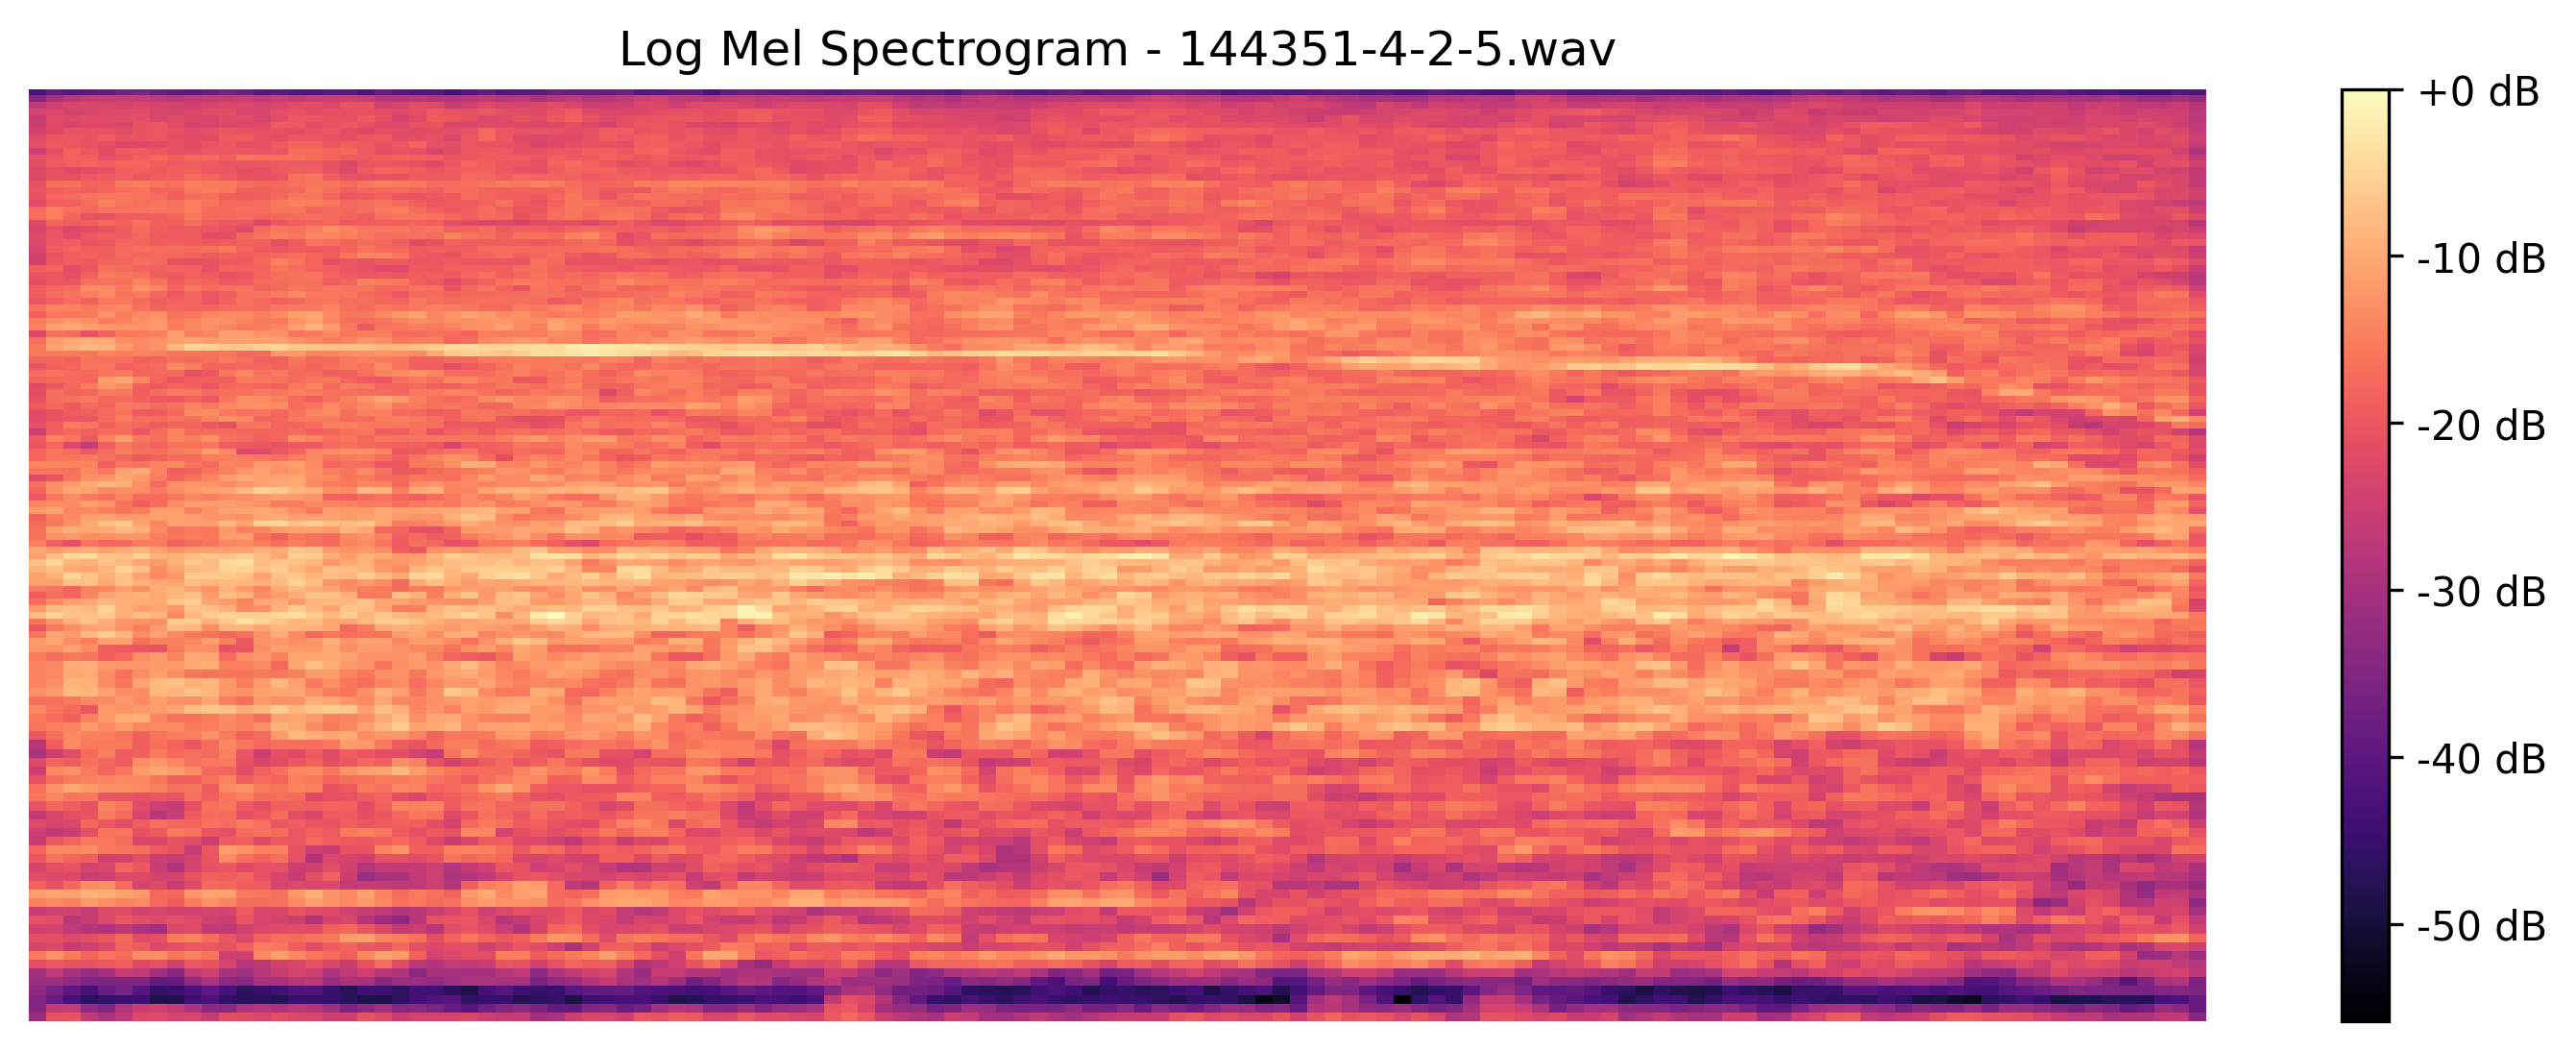 Log Mel Spectrogram - 144351-4-2-5.wav
+0 dB
-10 dB
-20 dB
-30 dB
-40 dB
-50 dB